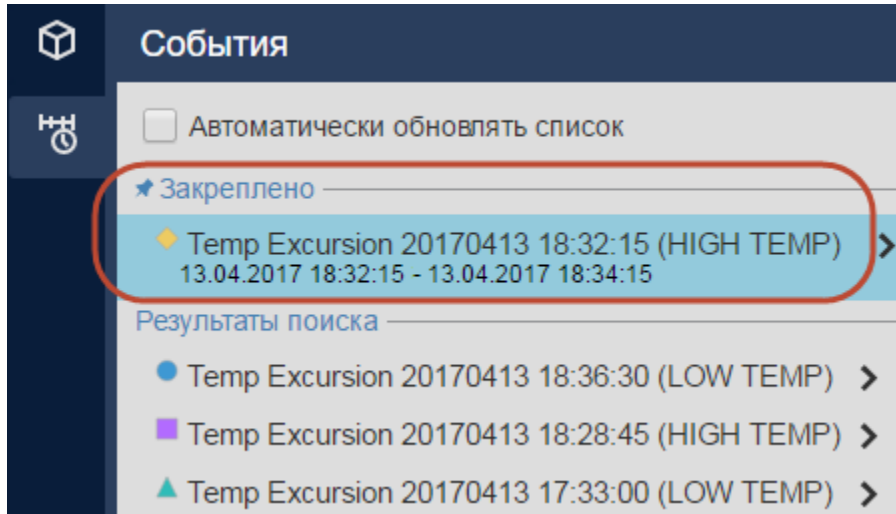 События
Автоматически обновлять список
Закреплено
Temp Excursion 20170413 18:32:15 (HIGH TEMP)
13.04.2017 18:32:15 - 13.04.2017 18:34:15
Результаты поиска
Temp Excursion 20170413 18:36:30 (LOW TEMP)
Temp Excursion 20170413 18:28:45 (HIGH TEMP)
Temp Excursion 20170413 17:33:00 (LOW TEMP)